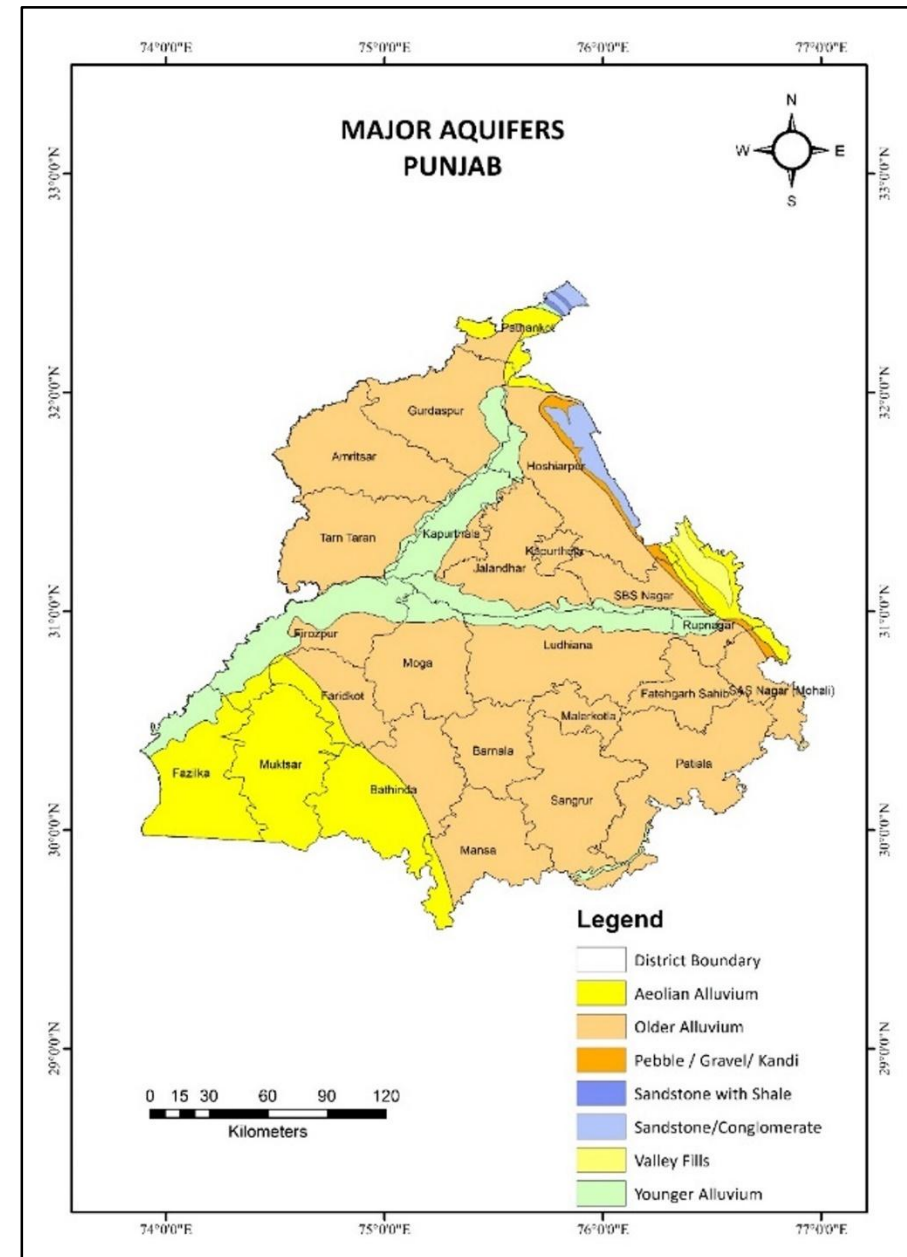 74°0'0"E 75°0'0"E 76°0'0"E 77°0'0"E
MAJOR AQUIFERS
PUNJAB
N
W E
S
33°0'0"N 33°0'0"N
32°0'0"N 32°0'0"N
31°0'0"N 31°0'0"N
30°0'0"N 30°0'0"N
29°0'0"N 29°0'0"N
Pathankot
Gurdaspur
Amritsar
Hoshiarpur
Tarn Taran
Kapurthala
Kapurthala
Jalandhar
SBS Nagar
Rupnagar
Firozpur
Ludhiana
Moga
Faridkot
Fatehgarh Sahib
SAS Nagar (Mohali)
Malerkotla
Barnala
Patiala
Muktsar
Fazilka
Bathinda
Sangrur
Mansa
Legend
District Boundary
Aeolian Alluvium
Older Alluvium
Pebble / Gravel/ Kandi
Sandstone with Shale
Sandstone/Conglomerate
Valley Fills
Younger Alluvium
0 15 30 60 90 120
Kilometers
74°0'0"E 75°0'0"E 76°0'0"E 77°0'0"E